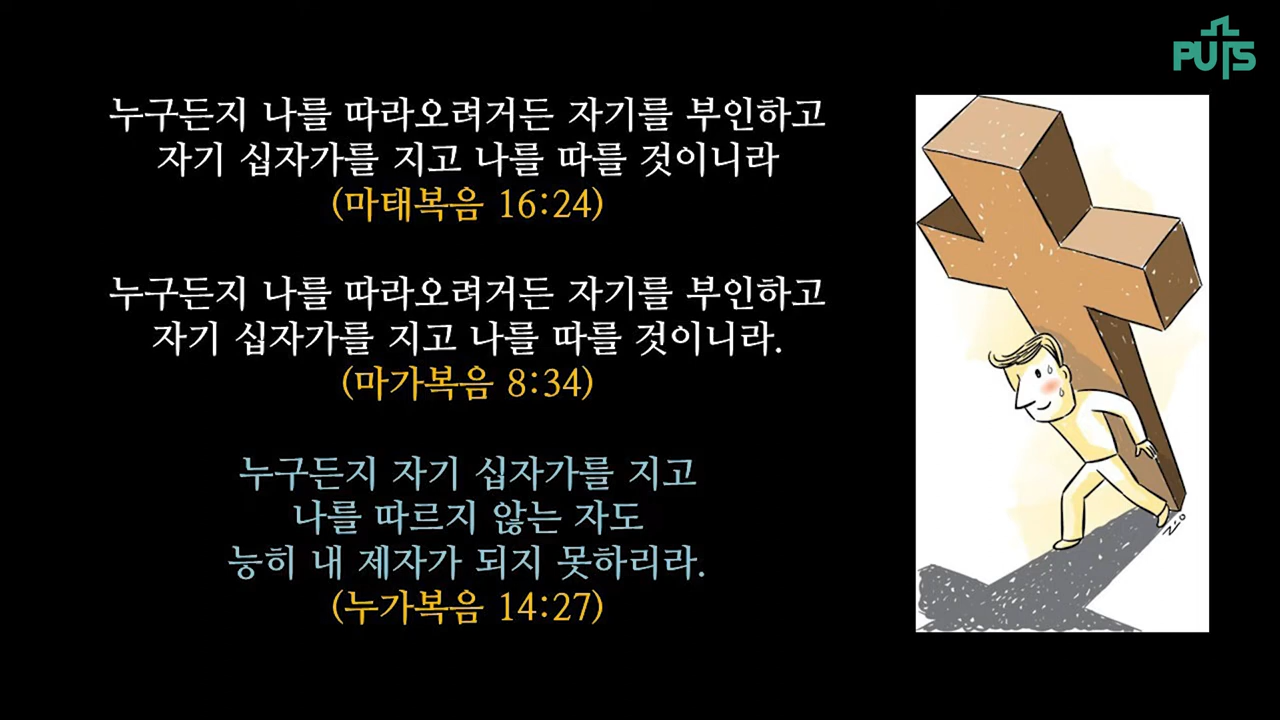 PUTS
누구든지 나를 따라오려거든 자기를 부인하고
자기 십자가를 지고 나를 따를 것이니라
(마태복음 16:24)
누구든지 나를 따라오려거든 자기를 부인하고
자기 십자가를 지고 나를 따를 것이니라.
(마가복음 8:34)
누구든지 자기 십자가를 지고
나를 따르지 않는 자도
능히 내 제자가 되지 못하리라.
(누가복음 14:27)